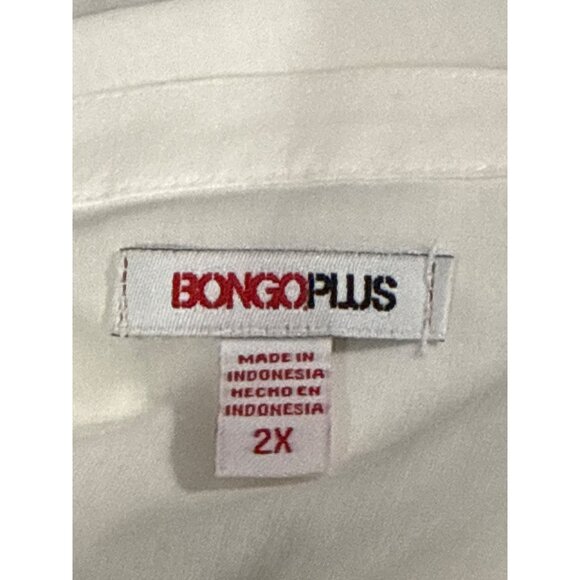 BONGOPLUS
MADE IN
INDONESIA
HECHO EN
INDONESIA
2X